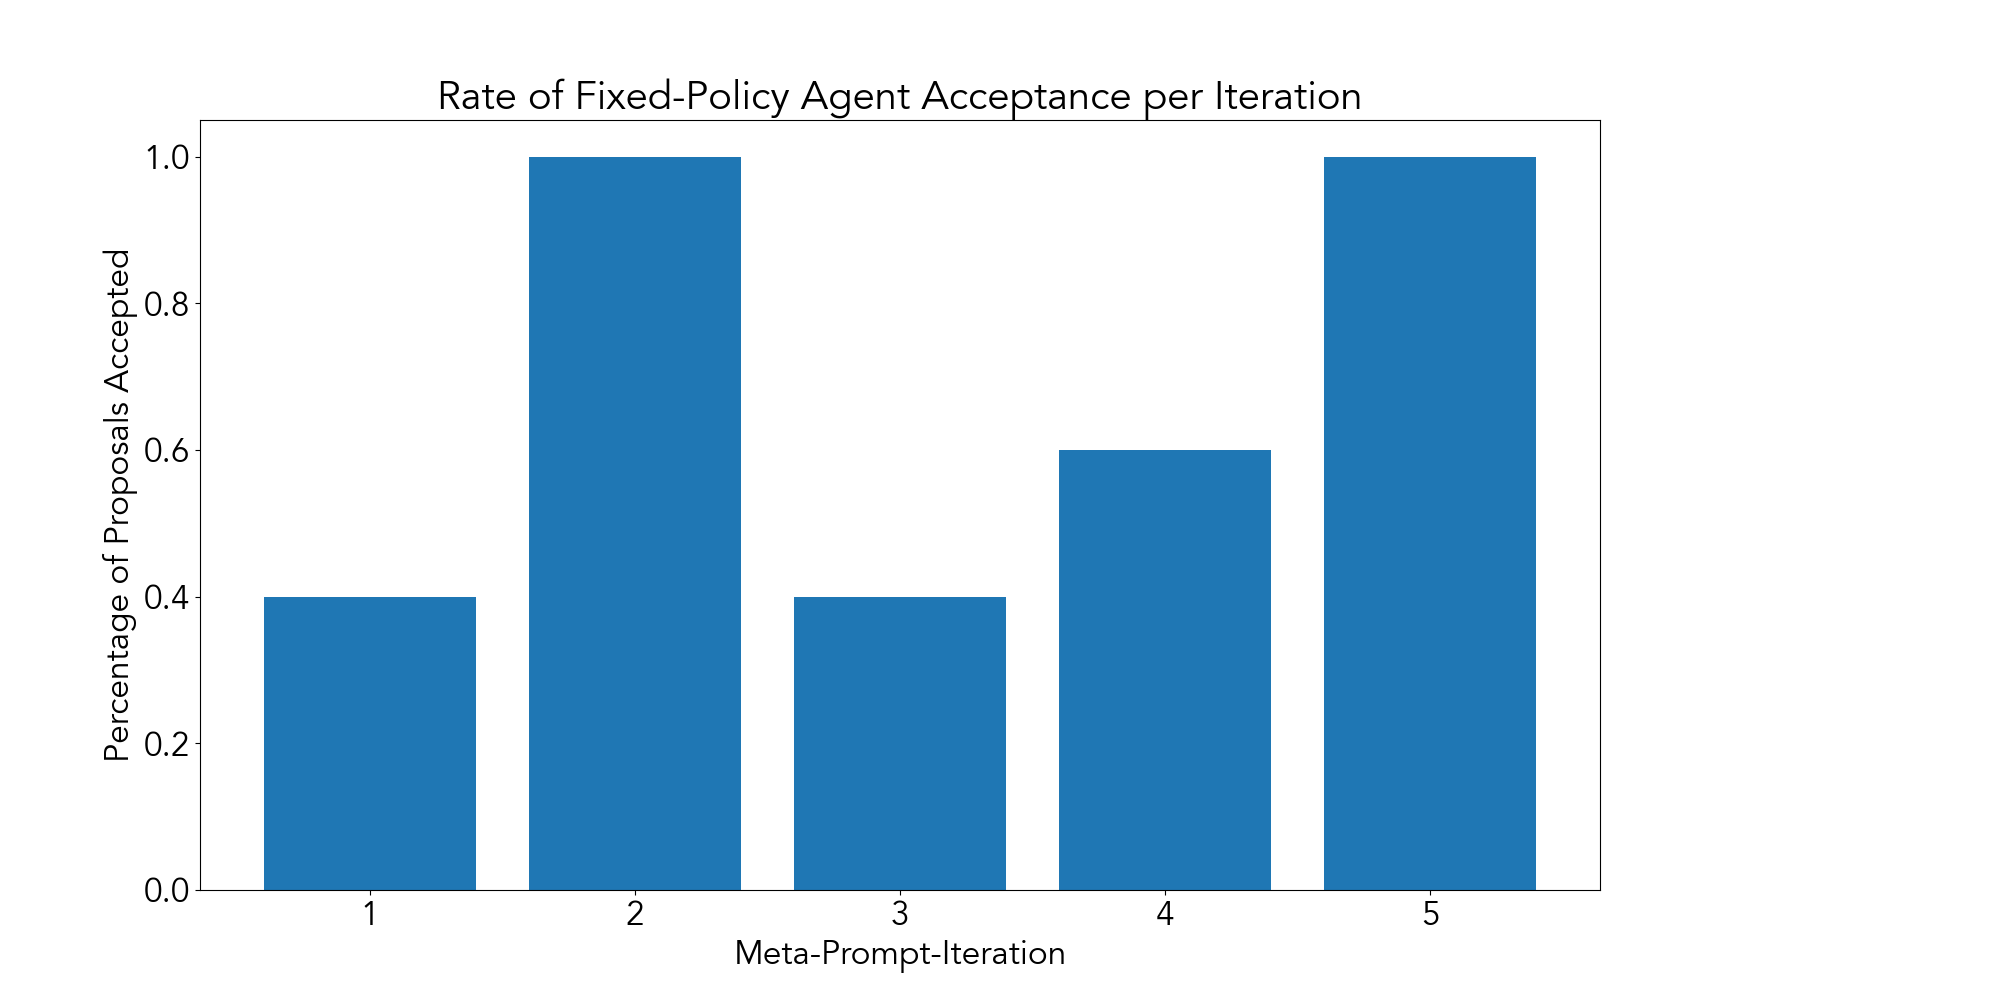 Rate of Fixed-Policy Agent Acceptance per Iteration
Percentage of Proposals Accepted
1.0
0.8
0.6
0.4
0.2
0.0
1 2 3 4 5
Meta-Prompt-Iteration